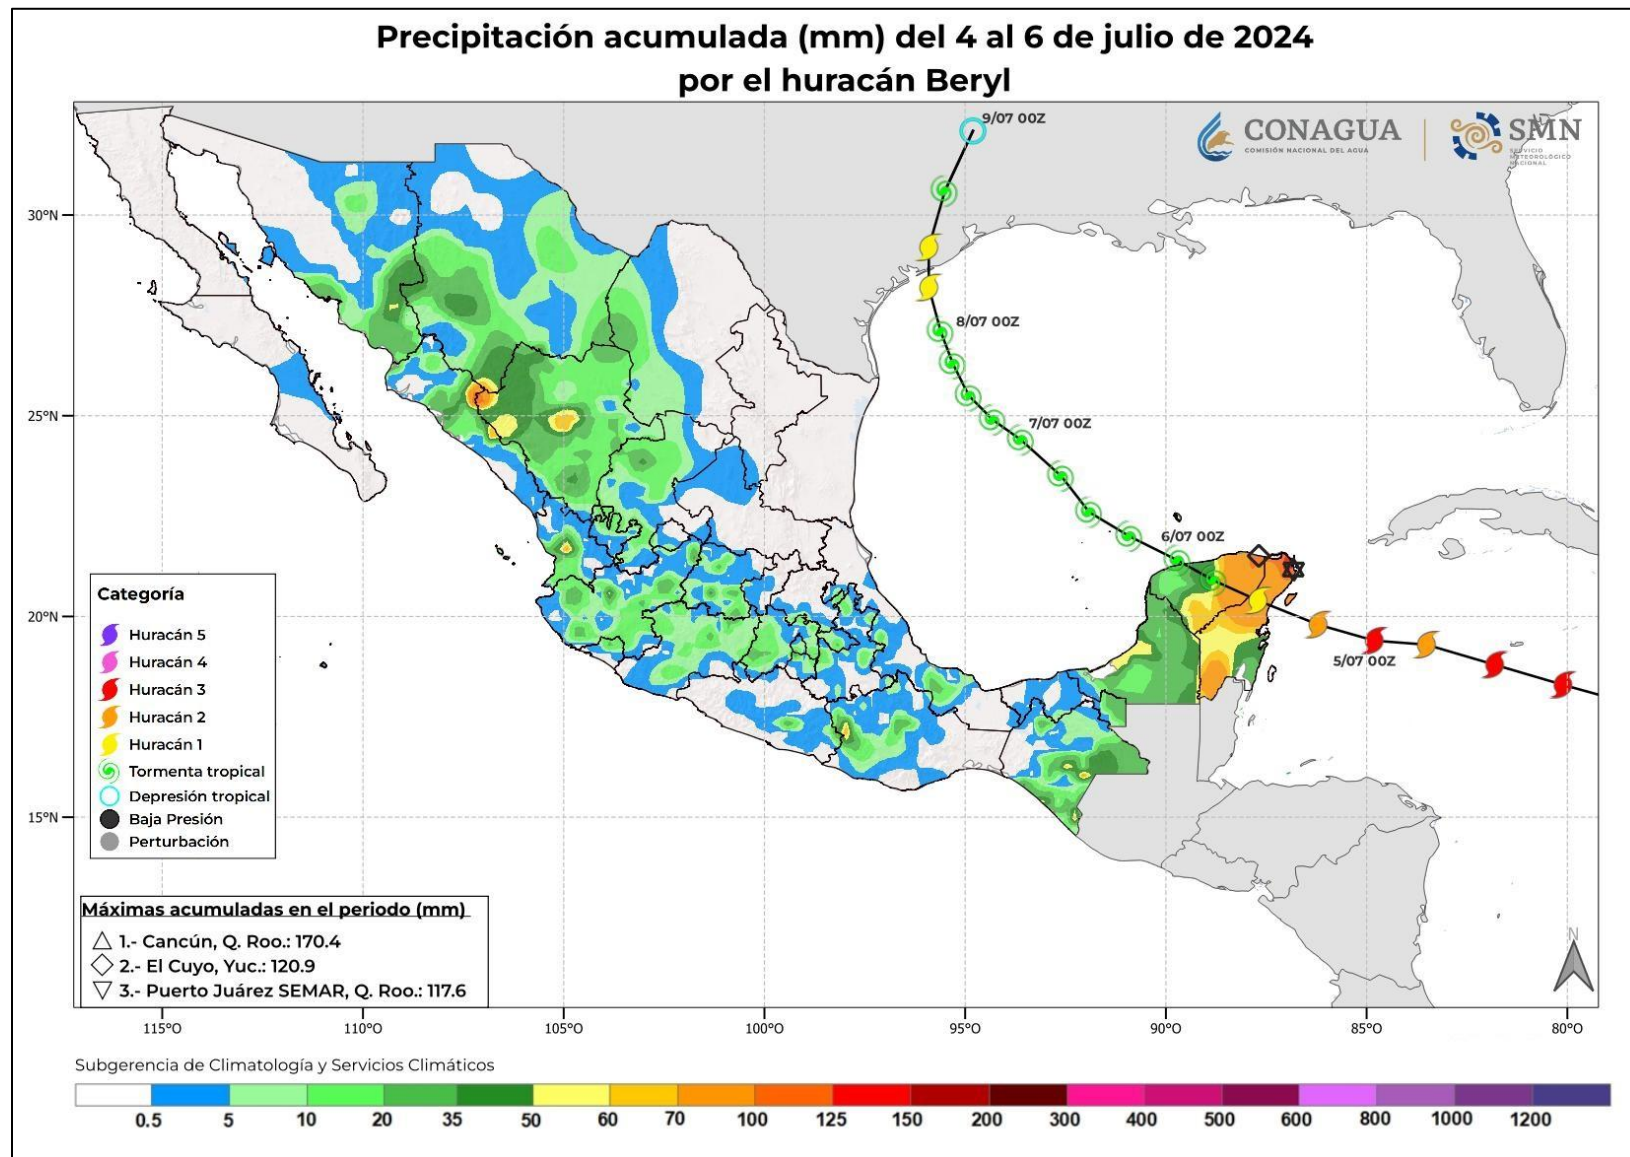 Precipitación acumulada (mm) del 4 al 6 de julio de 2024
por el huracán Beryl
CONAGUA
COMISIÓN NACIONAL DEL AGUA
SMN
SERVICIO
METEOROLÓGICO
NACIONAL
9/07 00Z
8/07 00Z
7/07 00Z
6/07 00Z
5/07 00Z
30°N
25°N
20°N
15°N
Categoría
Huracán 5
Huracán 4
Huracán 3
Huracán 2
Huracán 1
Tormenta tropical
Depresión tropical
Baja Presión
Perturbación
Máximas acumuladas en el periodo (mm)
1.- Cancún, Q. Roo.: 170.4
2.- El Cuyo, Yuc.: 120.9
3.- Puerto Juárez SEMAR, Q. Roo.: 117.6
N
115°O 110°O 105°O 100°O 95°O 90°O 85°O 80°O
Subgerencia de Climatología y Servicios Climáticos
0.5 5 10 20 35 50 60 70 100 125 150 200 300 400 500 600 800 1000 1200